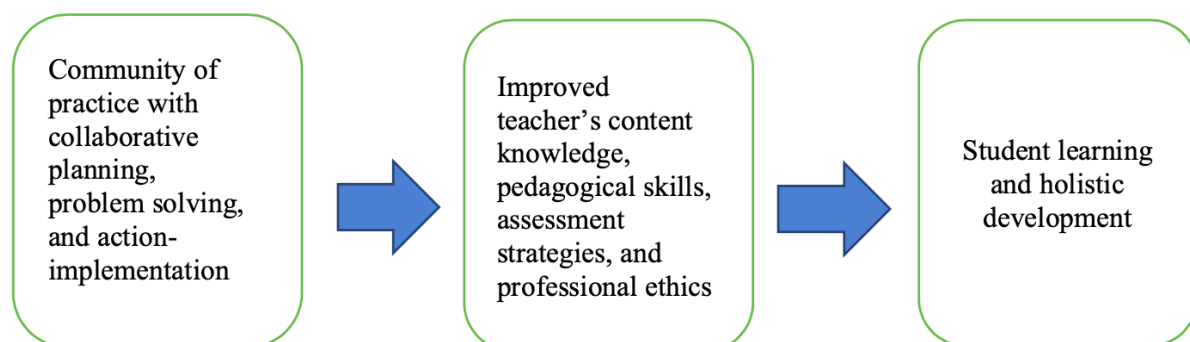 Community of
practice with
collaborative
planning,
problem solving,
and action-
implementation
Improved
teacher’s content
knowledge,
pedagogical skills,
assessment
strategies, and
professional ethics
Student learning
and holistic
development